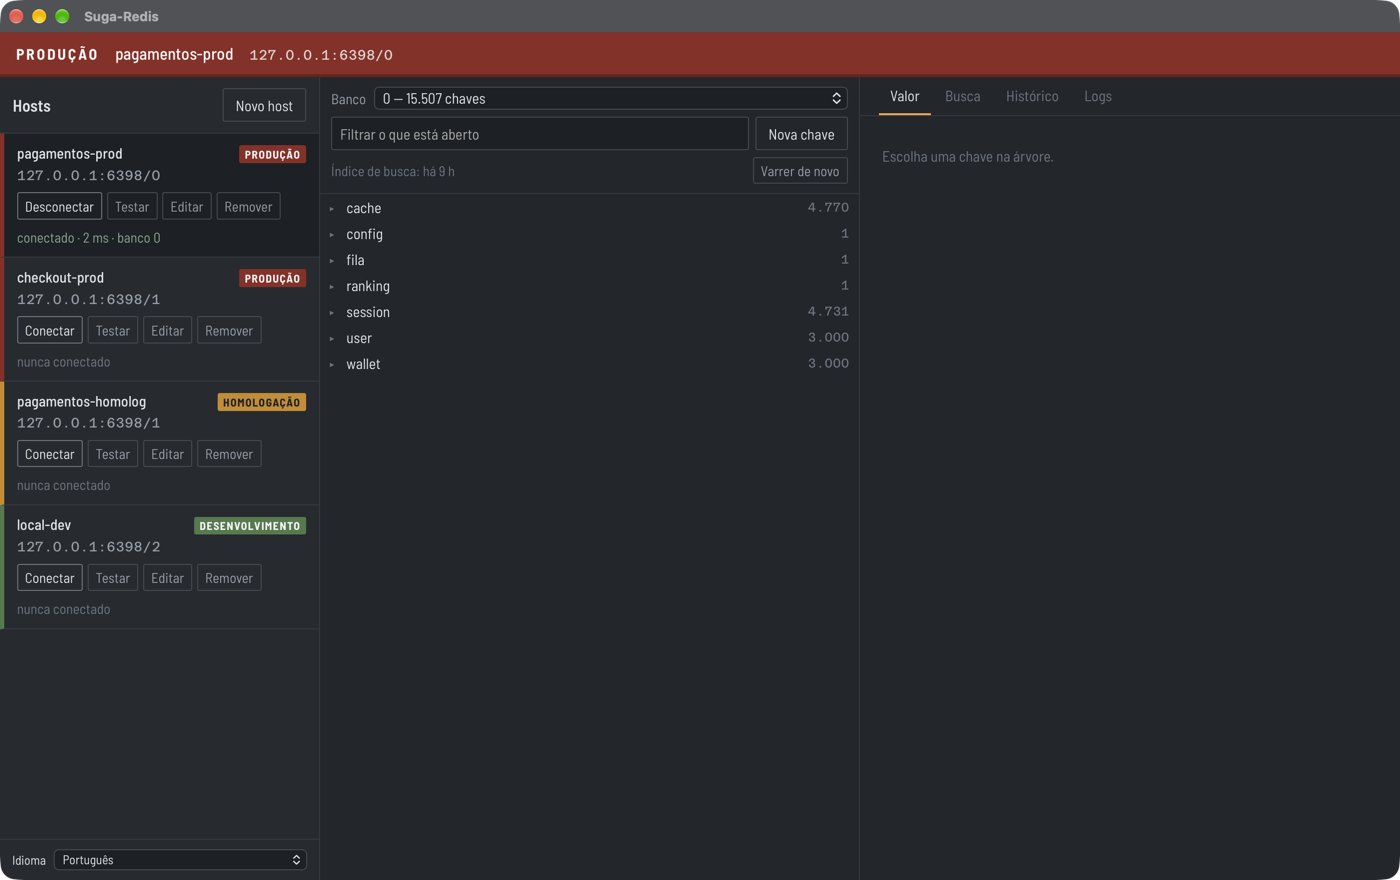 Suga-Redis
PRODUÇÃO pagamentos-prod 127.0.0.1:6398/0
Hosts
Novo host
pagamentos-prod PRODUÇÃO
127.0.0.1:6398/0
Desconectar Testar Editar Remover
conectado · 2 ms · banco 0
checkout-prod PRODUÇÃO
127.0.0.1:6398/1
Conectar Testar Editar Remover
nunca conectado
pagamentos-homolog HOMOLOGAÇÃO
127.0.0.1:6398/1
Conectar Testar Editar Remover
nunca conectado
local-dev DESENVOLVIMENTO
127.0.0.1:6398/2
Conectar Testar Editar Remover
nunca conectado
Idioma Português
Banco 0 — 15.507 chaves
Filtrar o que está aberto Nova chave
Índice de busca: há 9 h Varrer de novo
cache 4.770
config 1
fila 1
ranking 1
session 4.731
user 3.000
wallet 3.000
Valor Busca Histórico Logs
Escolha uma chave na árvore.